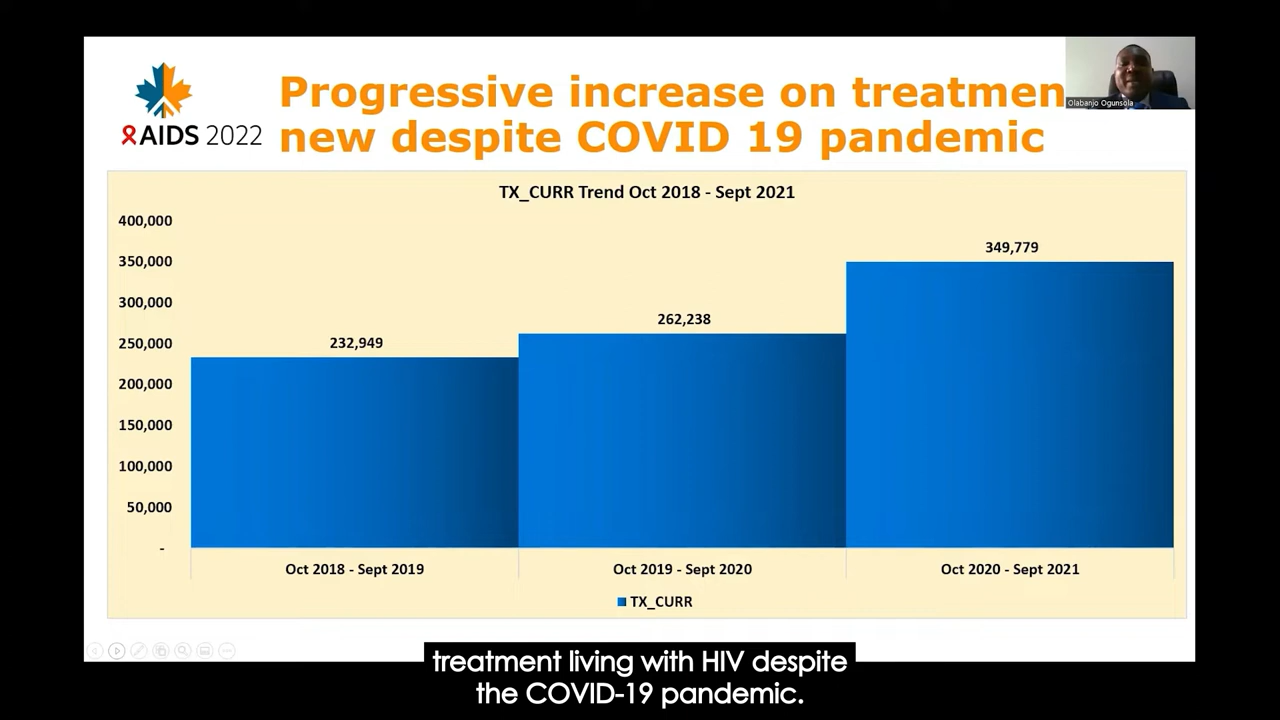 Progressive increase on treatmen
new despite COVID 19 pandemic
AIDS 2022
Olabanjo Ogunsola
TX_CURR Trend Oct 2018 - Sept 2021
400,000
350,000
300,000
250,000
200,000
150,000
100,000
50,000
-
232,949
262,238
349,779
Oct 2018 - Sept 2019
Oct 2019 - Sept 2020
Oct 2020 - Sept 2021
TX_CURR
treatment living with HIV despite
the COVID-19 pandemic.